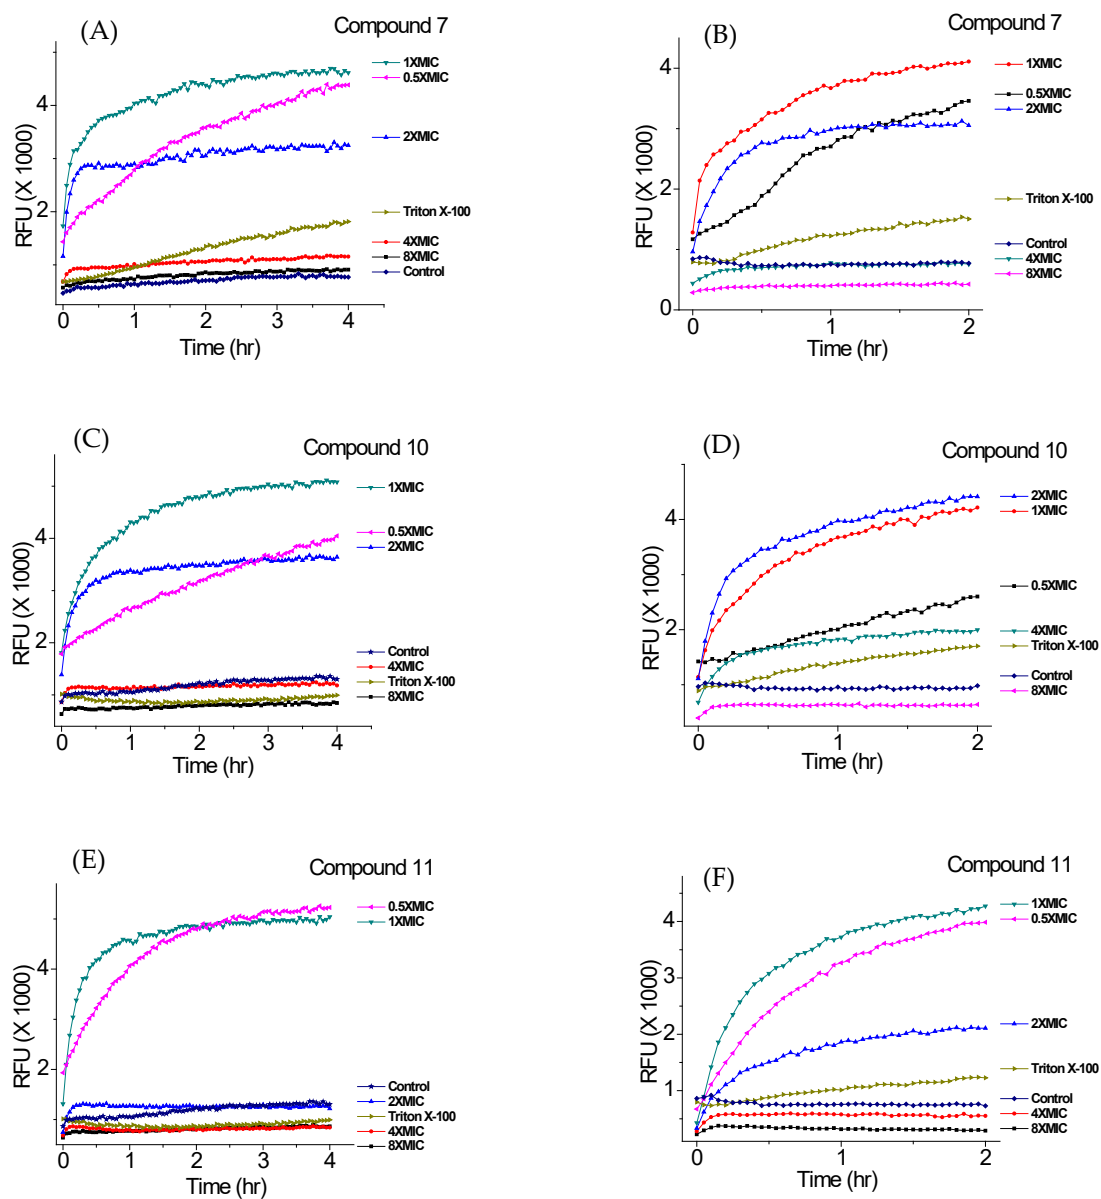 (A)
Compound 7
1XMIC
0.5XMIC
2XMIC
Triton X-100
4XMIC
8XMIC
Control
RFU (X 1000)
4
2
0
1
2
3
4
Time (hr)
(B)
Compound 7
1XMIC
0.5XMIC
2XMIC
Triton X-100
Control
4XMIC
8XMIC
RFU (X 1000)
4
2
0
0
1
2
Time (hr)
(C)
Compound 10
1XMIC
0.5XMIC
2XMIC
Control
4XMIC
Triton X-100
8XMIC
RFU (X 1000)
4
2
0
1
2
3
4
Time (hr)
(D)
Compound 10
2XMIC
1XMIC
0.5XMIC
4XMIC
Triton X-100
Control
8XMIC
RFU (X 1000)
4
2
0
1
2
Time (hr)
(E)
Compound 11
0.5XMIC
1XMIC
Control
2XMIC
Triton X-100
4XMIC
8XMIC
RFU (X 1000)
4
2
0
1
2
3
4
Time (hr)
(F)
Compound 11
1XMIC
0.5XMIC
2XMIC
Triton X-100
Control
4XMIC
8XMIC
RFU (X 1000)
4
3
2
1
0
1
2
Time (hr)